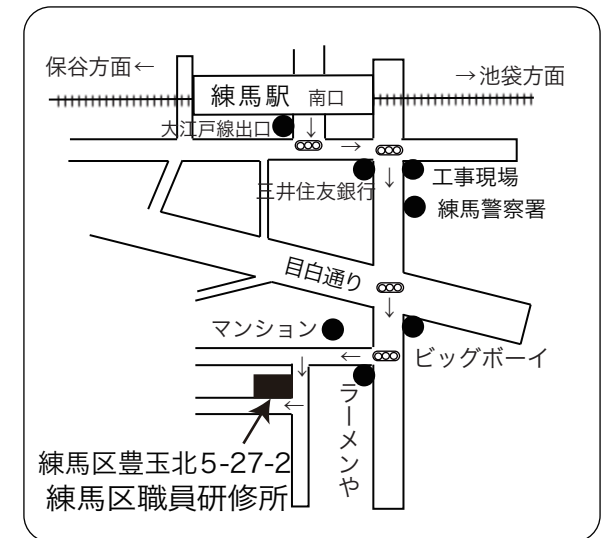 保谷方面←
→池袋方面
練馬駅 南口
大江戸線出口
↓
→
三井住友銀行
↓
工事現場
練馬警察署
目白通り
↓
マンション
←
ビッグボーイ
↓
ラーメンや
←
練馬区豊玉北5-27-2
練馬区職員研修所